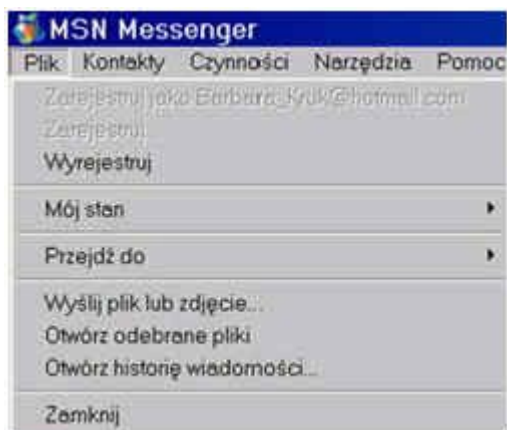 MSN Messenger
Plik Kontakty Czynności Narzędzia Pomoc
Zarejestruj jako Barbara_Kruk@hotmail.com
Zarejestruj
Wyrejestruj
Mój stan
Przejdź do
Wyślij plik lub zdjęcie...
Otwórz odebrane pliki
Otwórz historię wiadomości...
Zamknij